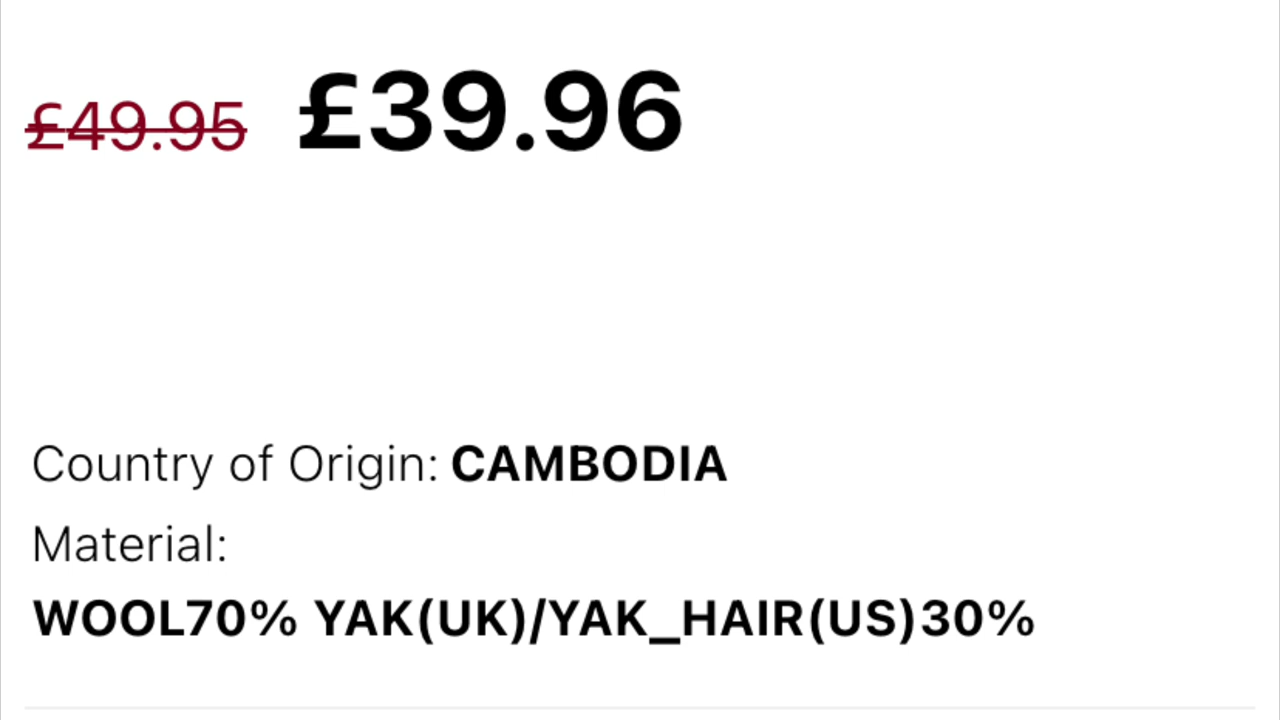 £49.95 £39.96
Country of Origin: CAMBODIA
Material:
WOOL70% YAK(UK)/YAK_HAIR(US)30%